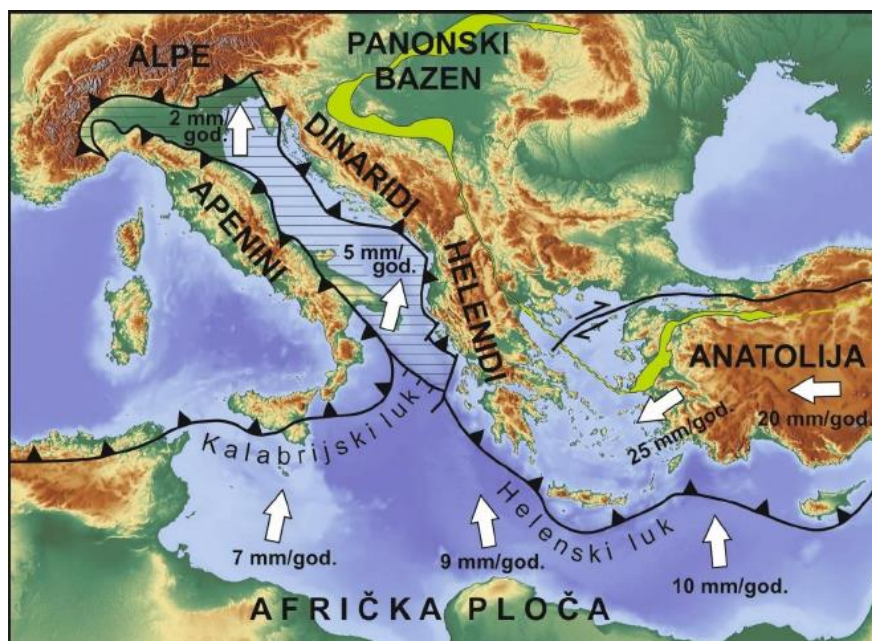 ALPE
PANONSKI
BAZEN
2 mm/
god.
DINARIDI
APENINI
5 mm/
god.
HELENIDI
ANATOLIJA
20 mm/god.
25 mm/god.
Kalabrijski luk
Helenski luk
7 mm/god.
9 mm/god.
10 mm/god.
AFRIČKA PLOČA